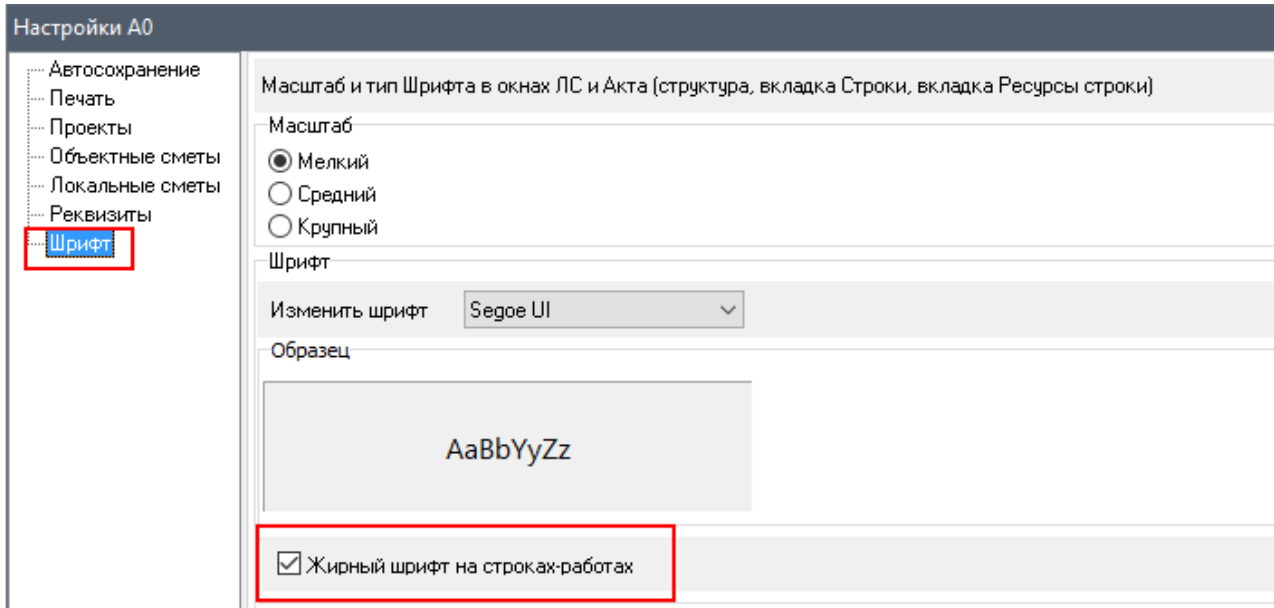 Настройки А0
Автосохранение
Печать
Проекты
Объектные сметы
Локальные сметы
Реквизиты
Шрифт
Масштаб и тип Шрифта в окнах ЛС и Акта (структура, вкладка Строки, вкладка Ресурсы строки)
Масштаб
Мелкий
Средний
Крупный
Шрифт
Изменить шрифт
Segoe UI
Образец
AaBbYyZz
Жирный шрифт на строках-работах